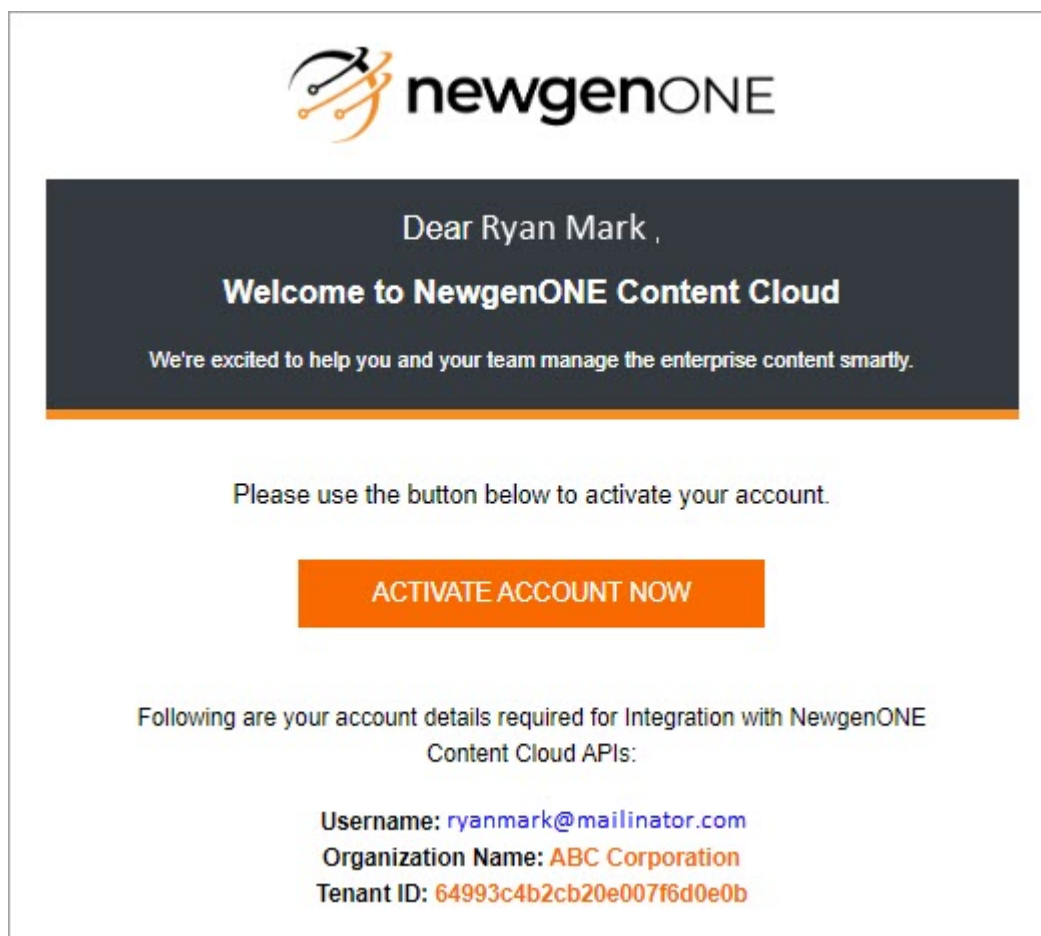 newgenONE
Dear Ryan Mark ,
Welcome to NewgenONE Content Cloud
We're excited to help you and your team manage the enterprise content smartly.
Please use the button below to activate your account.
ACTIVATE ACCOUNT NOW
Following are your account details required for Integration with NewgenONE
Content Cloud APIs:
Username: ryanmark@mailinator.com
Organization Name: ABC Corporation
Tenant ID: 64993c4b2cb20e007f6d0e0b